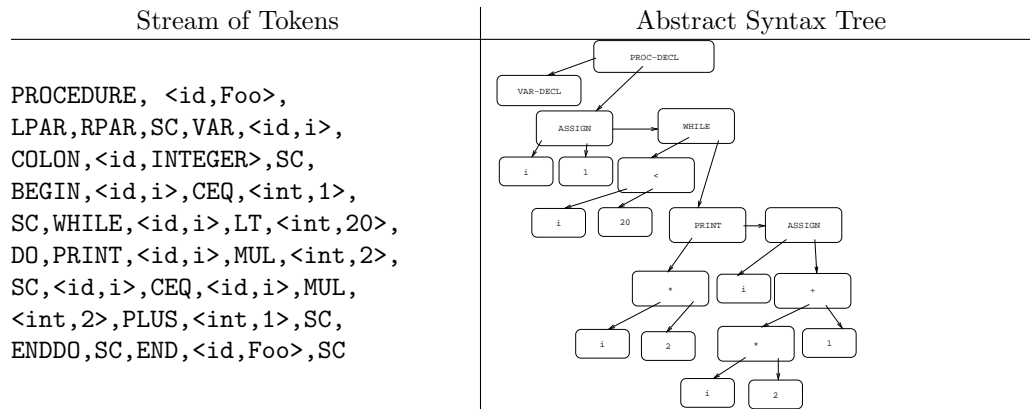 Stream of Tokens
Abstract Syntax Tree
PROCEDURE, <id,Foo>,
LPAR,RPAR,SC,VAR,<id,i>,
COLON,<id,INTEGER>,SC,
BEGIN,<id,i>,CEQ,<int,1>,
SC,WHILE,<id,i>,LT,<int,20>,
DO,PRINT,<id,i>,MUL,<int,2>,
SC,<id,i>,CEQ,<id,i>,MUL,
<int,2>,PLUS,<int,1>,SC,
ENDDO,SC,END,<id,Foo>,SC
PROC-DECL
VAR-DECL
ASSIGN
WHILE
i
1
<
i
20
PRINT
ASSIGN
*
i
+
i
2
*
1
i
2